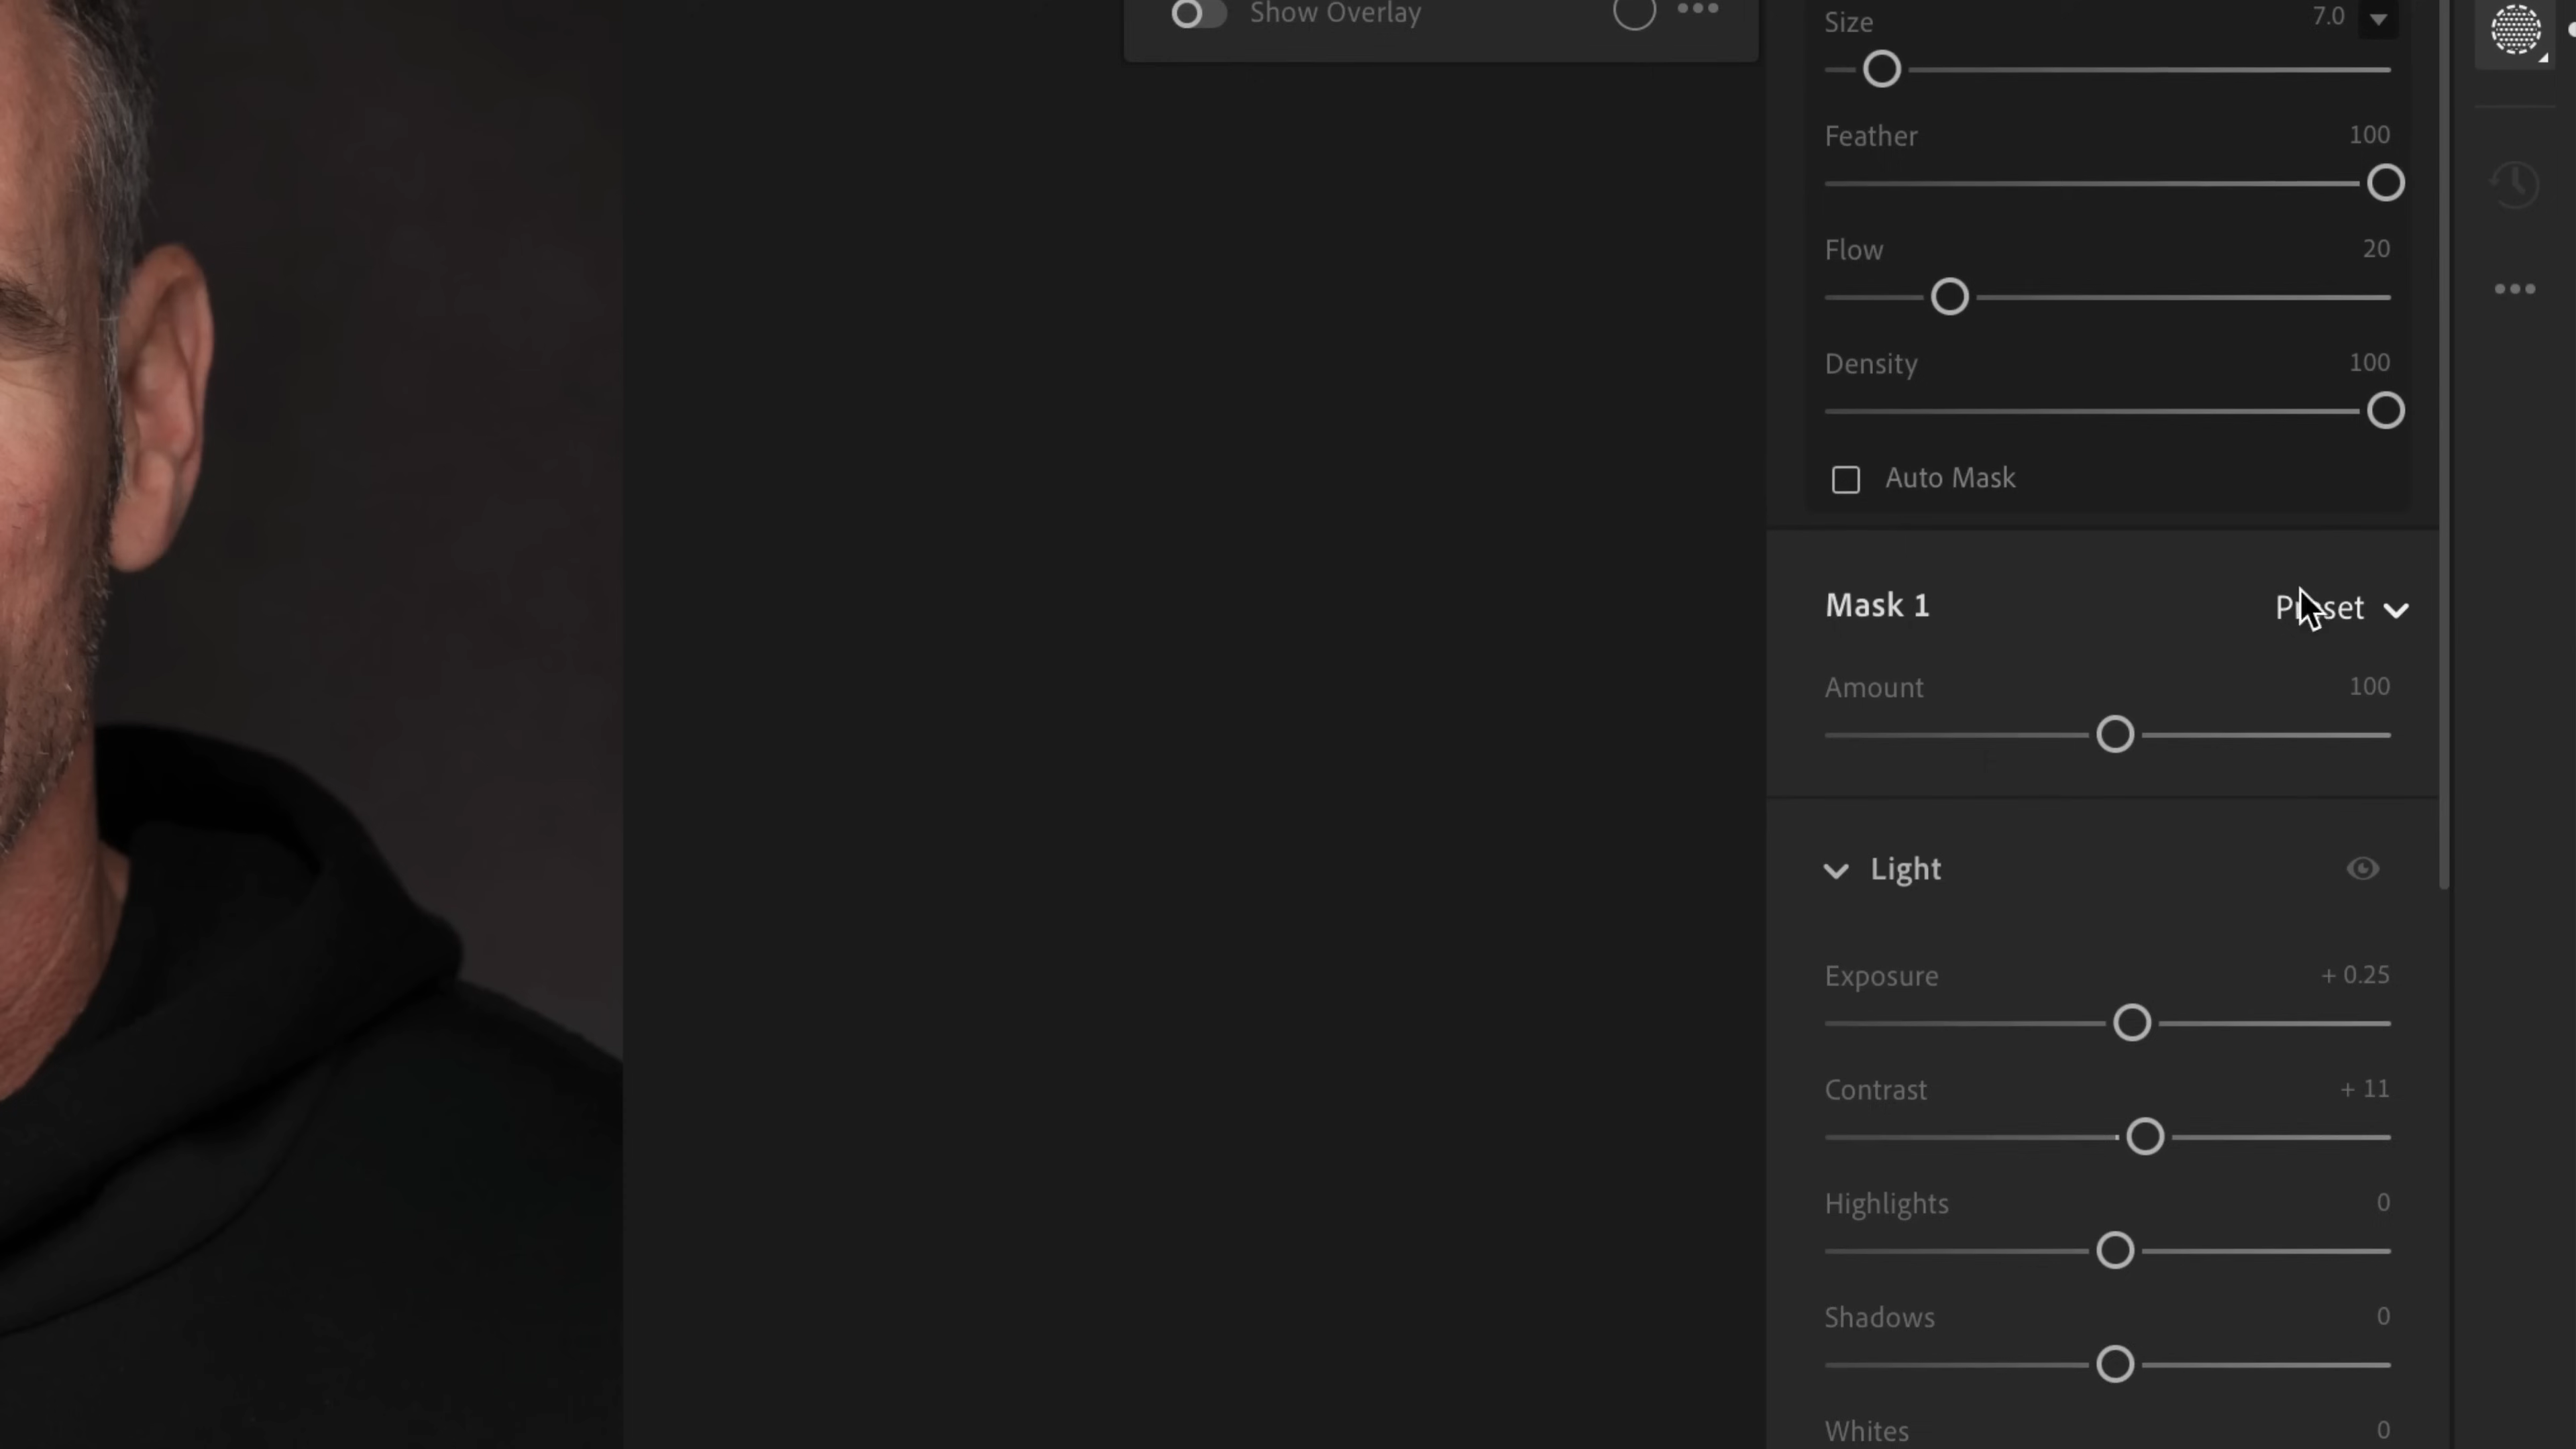 Show Overlay
Size 7.0
Feather 100
Flow 20
Density 100
Auto Mask
Mask 1 Preset
Amount 100
Light
Exposure + 0.25
Contrast + 11
Highlights 0
Shadows 0
Whites 0